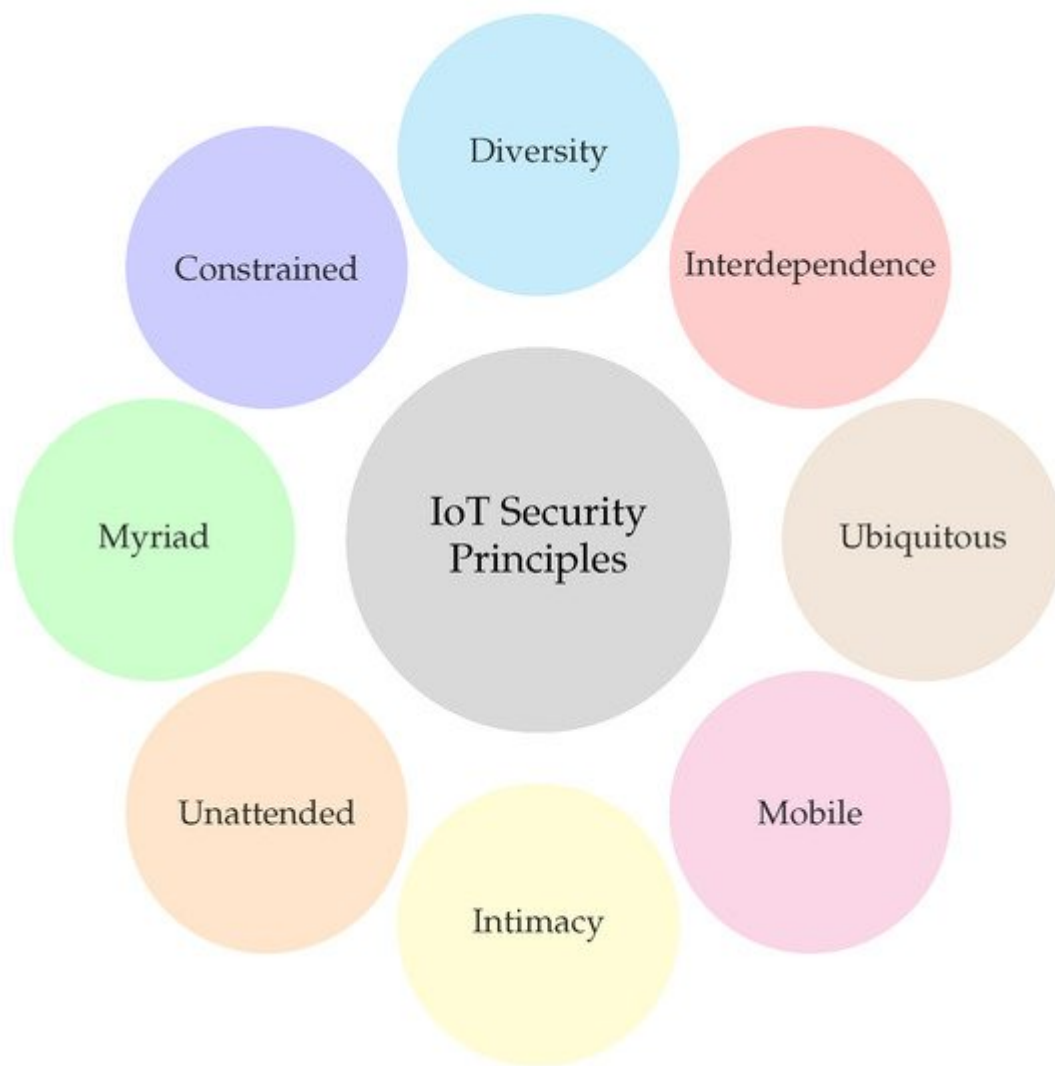 Diversity
Interdependence
Constrained
IoT Security
Principles
Myriad
Ubiquitous
Unattended
Mobile
Intimacy